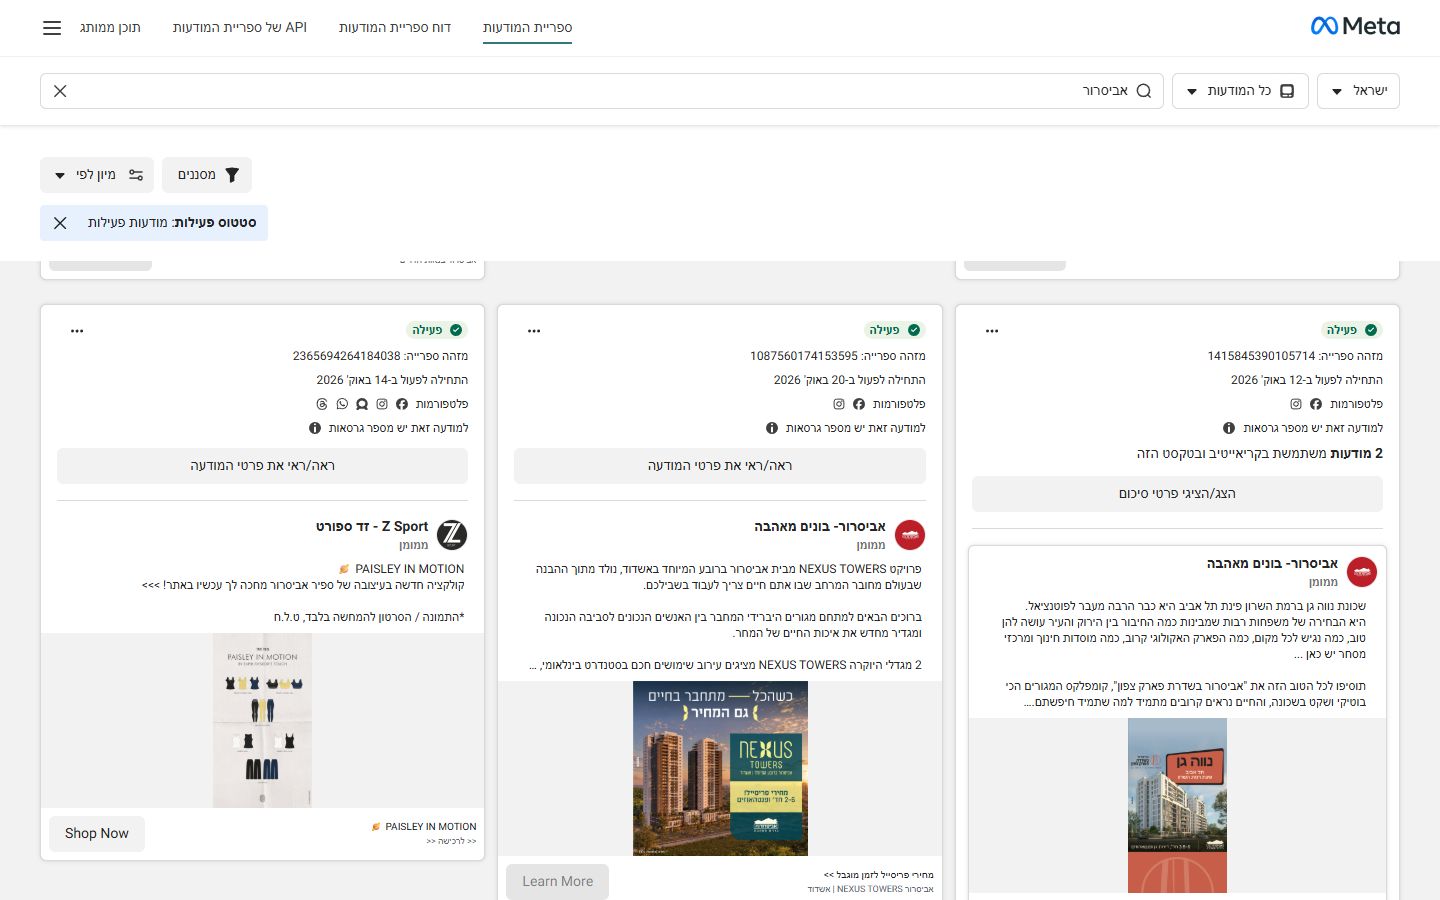 Meta
ספריית המודעות
דוח ספריית המודעות
API של ספריית המודעות
תוכן ממותג
ישראל
כל המודעות
אביסרור
מסננים
מיון לפי
סטטוס פעילות: מודעות פעילות
פעילה
מזהה ספרייה: 1415845390105714
התחילה לפעול ב-12 באוק' 2026
פלטפורמות
למודעה זאת יש מספר גרסאות
2 מודעות משתמשת בקריאייטיב ובטקסט הזה
הצג/הציגי פרטי סיכום
אביסרור- בונים מאהבה
ממומן
שכונת נווה גן ברמת השרון פינת תל אביב היא כבר הרבה מעבר לפוטנציאל.
היא הבחירה של משפחות רבות שמבינות כמה החיבור בין הירוק והעיר עושה להן
טוב, כמה נגיש לכל מקום, כמה הפארק האקולוגי קרוב, כמה מוסדות חינוך ומרכזי
מסחר יש כאן ...
תוסיפו לכל הטוב הזה את "אביסרור בשדרת פארק צפון", קומפלקס המגורים הכי
בוטיקי ושקט בשכונה, והחיים נראים קרובים מתמיד למה שתמיד חיפשתם....
נווה גן
פעילה
מזהה ספרייה: 1087560174153595
התחילה לפעול ב-20 באוק' 2026
פלטפורמות
למודעה זאת יש מספר גרסאות
ראה/ראי את פרטי המודעה
אביסרור- בונים מאהבה
ממומן
פרויקט NEXUS TOWERS מבית אביסרור ברובע המיוחד באשדוד, נולד מתוך ההבנה
שבעולם מחובר המרחב שבו אתם חיים צריך לעבוד בשבילכם.
ברוכים הבאים למתחם מגורים היברידי המחבר בין האנשים הנכונים לסביבה הנכונה
ומגדיר מחדש את איכות החיים של המחר.
2 מגדלי היוקרה NEXUS TOWERS מציגים עירוב שימושים חכם בסטנדרט בינלאומי, ...
כשהכל — מתחבר בחיים
גם המחיר
NEXUS
TOWERS
מחירי פריסייל!
2-5 חד' ופנטהאוזים
מחירי פריסייל לזמן מוגבל >>
אביסרור NEXUS TOWERS | אשדוד
Learn More
פעילה
מזהה ספרייה: 2365694264184038
התחילה לפעול ב-14 באוק' 2026
פלטפורמות
למודעה זאת יש מספר גרסאות
ראה/ראי את פרטי המודעה
Z Sport - זד ספורט
ממומן
PAISLEY IN MOTION
קולקציה חדשה בעיצובה של ספיר אביסרור מחכה לך עכשיו באתר! >>>
*התמונה / הסרטון להמחשה בלבד, ט.ל.ח
PAISLEY IN MOTION
PAISLEY IN MOTION
>> לרכישה >>
Shop Now